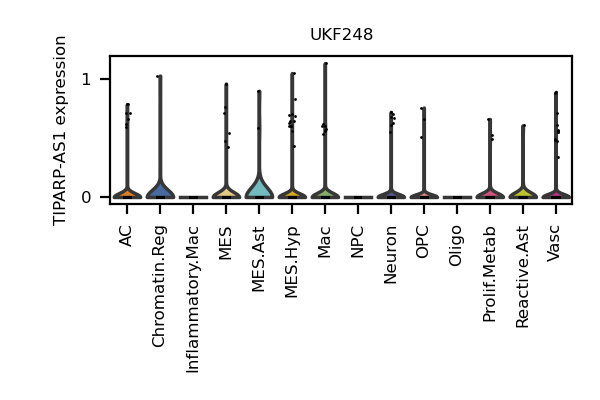 UKF248
TIPARP-AS1 expression
1
0
AC
Chromatin.Reg
Inflammatory.Mac
MES
MES.Ast
MES.Hyp
Mac
NPC
Neuron
OPC
Oligo
Prolif.Metab
Reactive.Ast
Vasc